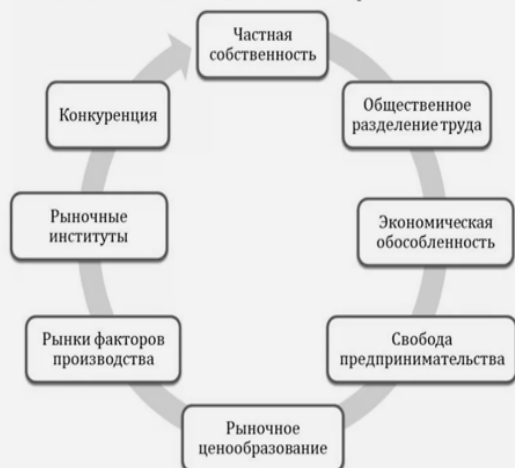 Частная
собственность
Общественное
разделение труда
Экономическая
обособленность
Свобода
предпринимательства
Рыночное
ценообразование
Рынки факторов
производства
Рыночные
институты
Конкуренция